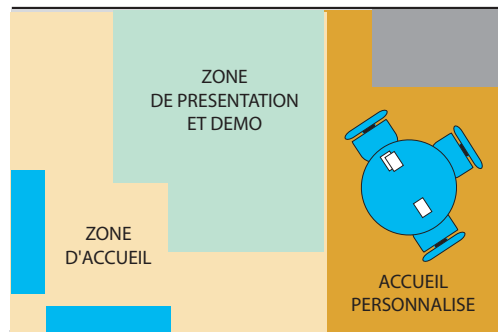 ZONE
DE PRESENTATION
ET DEMO
ZONE
D'ACCUEIL
ACCUEIL
PERSONNALISE